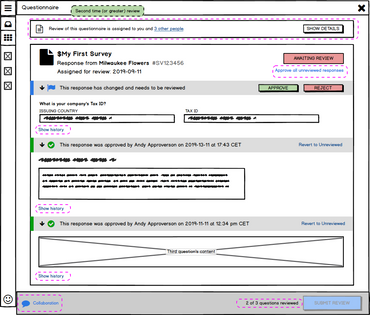 Questionnaire
Second time (or greater) review
Review of this questionnaire is assigned to you and 3 other people
SHOW DETAILS
$My First Survey
Response from Milwaukee Flowers #SV123456
Assigned for review: 2019-09-11
AWAITING REVIEW
Approve all unreviewed responses
This response has changed and needs to be reviewed
APPROVE
REJECT
What is your company's Tax ID?
ISSUING COUNTRY
TAX ID
Show history
This response was approved by Andy Approverson on 2019-13-11 at 17:43 CET
Revert to Unreviewed
Show history
This response was approved by Andy Approverson on 2019-11-11 at 12:34 pm CET
Revert to Unreviewed
Third question's content
Show history
Collaboration
2 of 3 questions reviewed
SUBMIT REVIEW